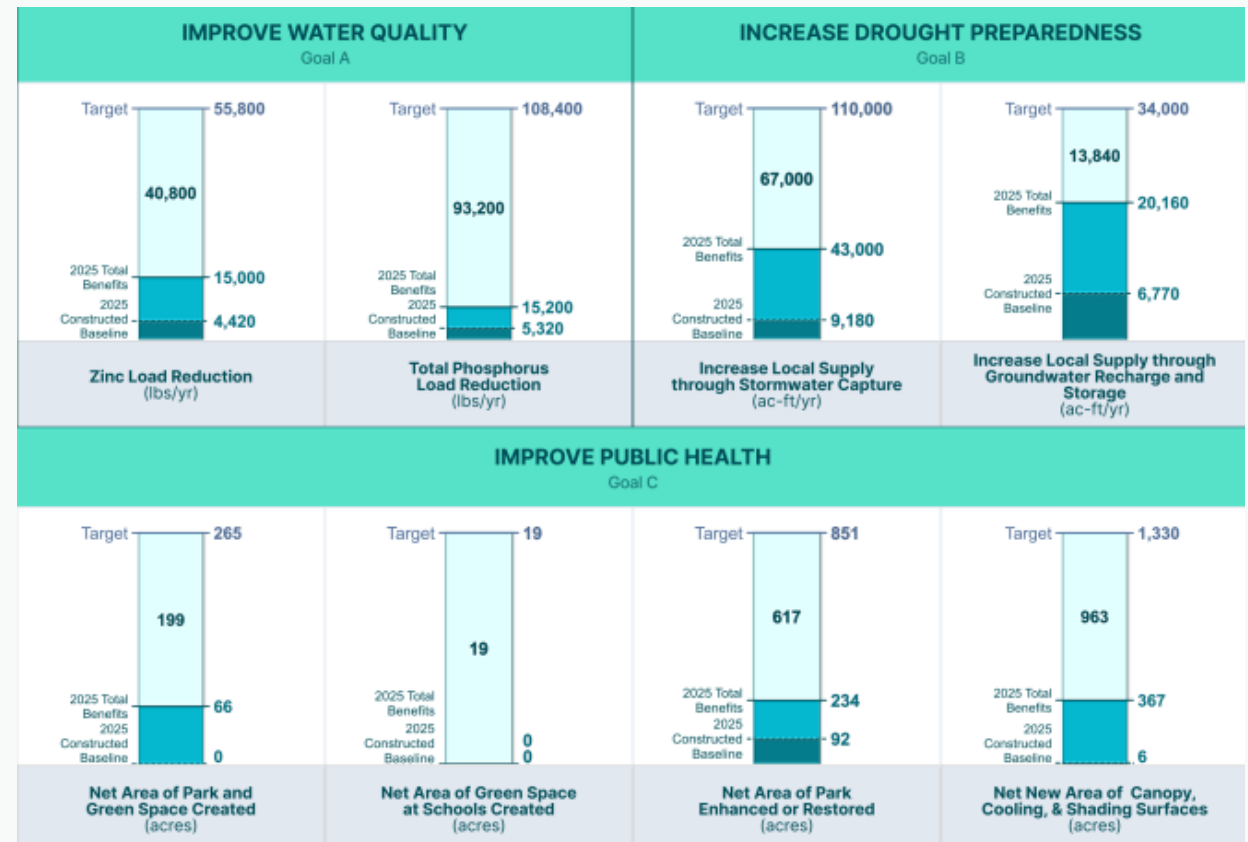 IMPROVE WATER QUALITY
Goal A
Target
55,800
40,800
2025 Total
Benefits
15,000
2025
Constructed
Baseline
4,420
Zinc Load Reduction
(lbs/yr)
Target
108,400
93,200
2025 Total
Benefits
15,200
2025
Constructed
Baseline
5,320
Total Phosphorus
Load Reduction
(lbs/yr)
INCREASE DROUGHT PREPAREDNESS
Goal B
Target
110,000
67,000
2025 Total
Benefits
43,000
2025
Constructed
Baseline
9,180
Increase Local Supply
through Stormwater Capture
(ac-ft/yr)
Target
34,000
13,840
2025 Total
Benefits
20,160
2025
Constructed
Baseline
6,770
Increase Local Supply through
Groundwater Recharge and
Storage
(ac-ft/yr)
IMPROVE PUBLIC HEALTH
Goal C
Target
265
199
2025 Total
Benefits
66
2025
Constructed
Baseline
0
Net Area of Park and
Green Space Created
(acres)
Target
19
19
2025 Total
Benefits
0
2025
Constructed
Baseline
0
Net Area of Green Space
at Schools Created
(acres)
Target
851
617
2025 Total
Benefits
234
2025
Constructed
Baseline
92
Net Area of Park
Enhanced or Restored
(acres)
Target
1,330
963
2025 Total
Benefits
367
2025
Constructed
Baseline
6
Net New Area of Canopy,
Cooling, & Shading Surfaces
(acres)